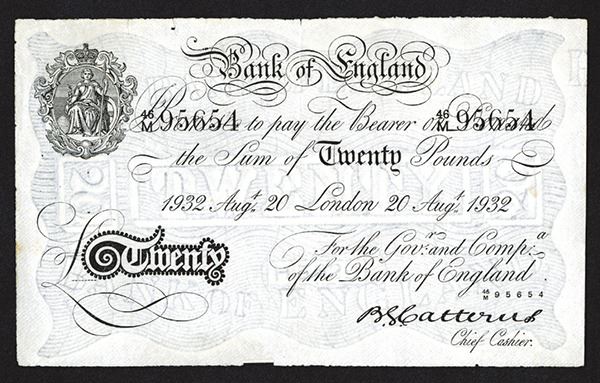 Bank of England
46/M 95654 46/M 95654
Promise to pay the Bearer on Demand
the Sum of Twenty Pounds
1932 Augt. 20 London 20 Augt. 1932
For the Govr. and Compa.
of the Bank of England.
£ Twenty
46/M 95654
B.G. Catterns
Chief Cashier.